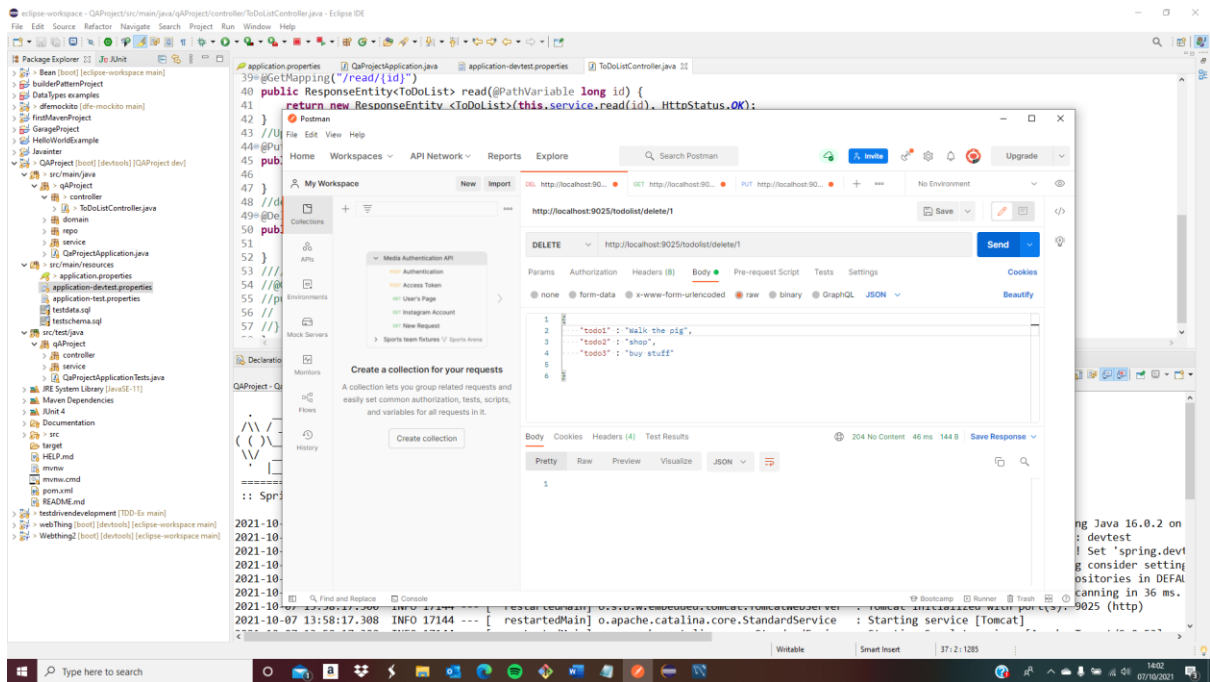 eclipse-workspace - QAProject/src/main/java/qAProject/controller/ToDoListController.java - Eclipse IDE
File Edit Source Refactor Navigate Search Project Run Window Help
Package Explorer JUnit
> Bean [boot] [eclipse-workspace main]
builderPatternProject
DataTypes examples
> dfemockito [dfe-mockito main]
firstMavenProject
GarageProject
HelloWorldExample
Javainter
> QAProject [boot] [devtools] [QAProject dev]
> src/main/java
> qAProject
> controller
> ToDoListController.java
> domain
> repo
> service
QaProjectApplication.java
> src/main/resources
> application.properties
application-devtest.properties
application-test.properties
testdata.sql
testschema.sql
src/test/java
qAProject
controller
service
QaProjectApplicationTests.java
JRE System Library [JavaSE-11]
Maven Dependencies
JUnit 4
Documentation
> src
target
HELP.md
mvnw
mvnw.cmd
pom.xml
README.md
> testdrivendevelopment [TDD-Ex main]
> webThing [boot] [devtools] [eclipse-workspace main]
> Webthing2 [boot] [devtools] [eclipse-workspace main]
application.properties QaProjectApplication.java application-devtest.properties ToDoListController.java
39 @GetMapping("/read/{id}")
40 public ResponseEntity<ToDoList> read(@PathVariable long id) {
41 return new ResponseEntity <ToDoList>(this.service.read(id), HttpStatus.OK);
42 }
43 //U
44 @Pu
45 publ
46
47 }
48 //d
49 @De
50 publ
51
52 }
53 ///
54 //@
55 //p
56 //
57 //}
Declaratio
QAProject - Q
:: Spri
Postman
File Edit View Help
Home Workspaces API Network Reports Explore
Search Postman
Invite
Upgrade
My Workspace New Import
DEL http://localhost:90... GET http://localhost:90... PUT http://localhost:90... + No Environment
Collections
APIs
Environments
Mock Servers
Monitors
Flows
History
Media Authentication API
Authentication
Access Token
User's Page
Instagram Account
New Request
Sports team fixtures Sports Arena
Create a collection for your requests
A collection lets you group related requests and
easily set common authorization, tests, scripts,
and variables for all requests in it.
Create collection
http://localhost:9025/todolist/delete/1 Save
DELETE http://localhost:9025/todolist/delete/1 Send
Params Authorization Headers (8) Body Pre-request Script Tests Settings Cookies
none form-data x-www-form-urlencoded raw binary GraphQL JSON Beautify
1
2 "todo1" : "Walk the pig",
3 "todo2" : "shop",
4 "todo3" : "buy stuff"
5
6
Body Cookies Headers (4) Test Results 204 No Content 46 ms 144 B Save Response
Pretty Raw Preview Visualize JSON
1
Find and Replace Console Bootcamp Runner Trash
2021-10- ng Java 16.0.2 on
2021-10- : devtest
2021-10- ! Set 'spring.devt
2021-10- g consider setting
2021-10- ositories in DEFAU
2021-10- canning in 36 ms.
9025 (http)
2021-10-07 13:58:17.308 INFO 17144 --- [ restartedMain] o.apache.catalina.core.StandardService : Starting service [Tomcat]
Writable Smart Insert 37 : 2 : 1285
Type here to search
14:02
07/10/2021